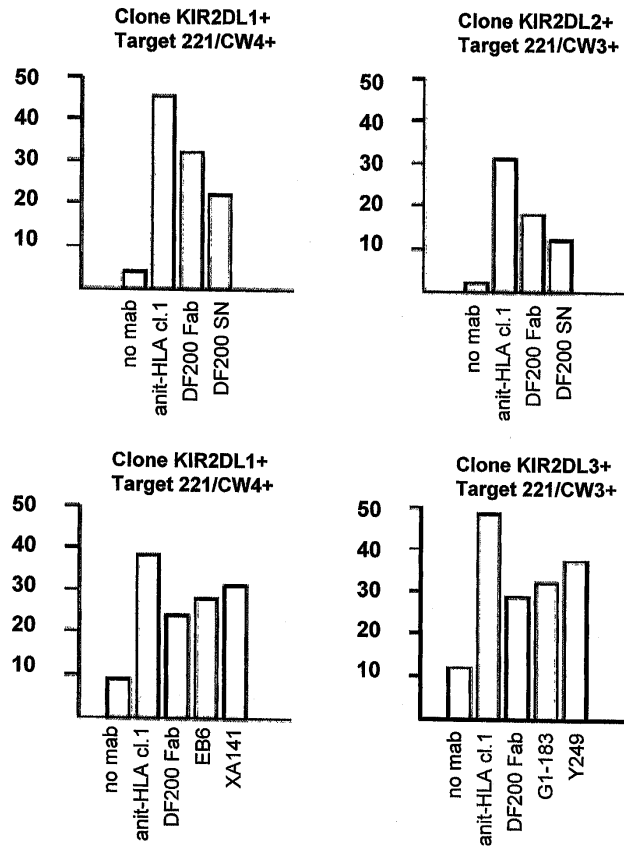 Clone KIR2DL1+
Target 221/CW4+
50
40
30
20
10
no mab
anit-HLA cl.1
DF200 Fab
DF200 SN
Clone KIR2DL2+
Target 221/CW3+
50
40
30
20
10
no mab
anit-HLA cl.1
DF200 Fab
DF200 SN
Clone KIR2DL1+
Target 221/CW4+
50
40
30
20
10
no mab
anit-HLA cl.1
DF200 Fab
EB6
XA141
Clone KIR2DL3+
Target 221/CW3+
50
40
30
20
10
no mab
anit-HLA cl.1
DF200 Fab
G1-183
Y249